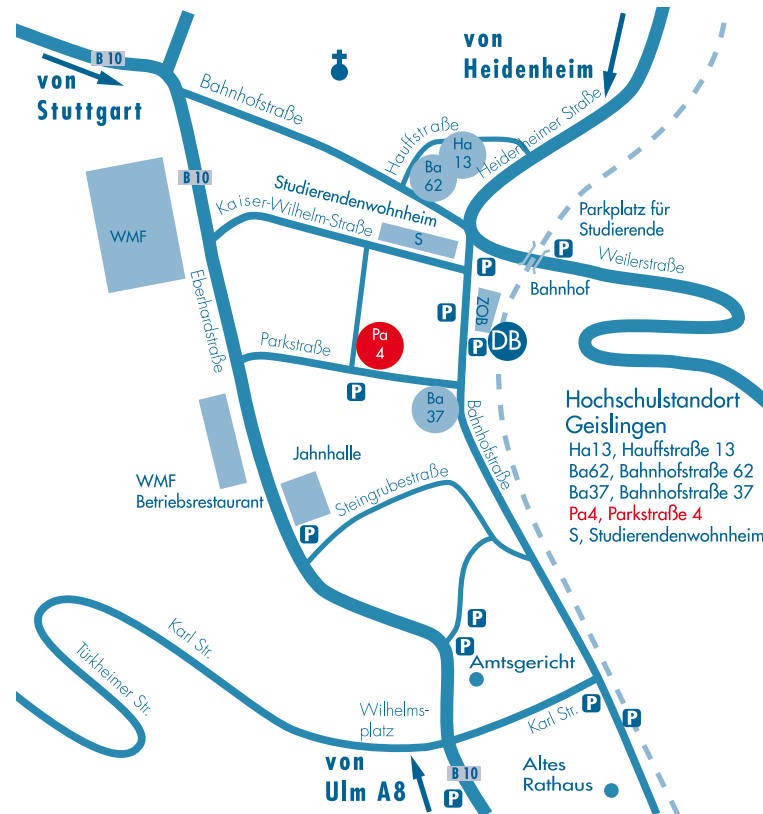 von
Heidenheim
B 10
von
Stuttgart
Bahnhofstraße
Hauffstraße
Ha
13
Heidenheimer Straße
Ba
62
B 10
Studierendenwohnheim
Kaiser-Wilhelm-Straße
S
WMF
Parkplatz für
Studierende
P
Weilerstraße
P
Bahnhof
ZOB
P
Eberhardstraße
Parkstraße
Pa
4
P
DB
P
Ba
37
Bahnhofstraße
Hochschulstandort
Geislingen
Ha13, Hauffstraße 13
Ba62, Bahnhofstraße 62
Ba37, Bahnhofstraße 37
Pa4, Parkstraße 4
S, Studierendenwohnheim
Jahnhalle
WMF
Betriebsrestaurant
Steingrubestraße
P
P
P
Karl Str.
Türkheimer Str.
Amtsgericht
Wilhelms-
platz
Karl Str.
P
P
von
Ulm A8
B 10
P
Altes
Rathaus